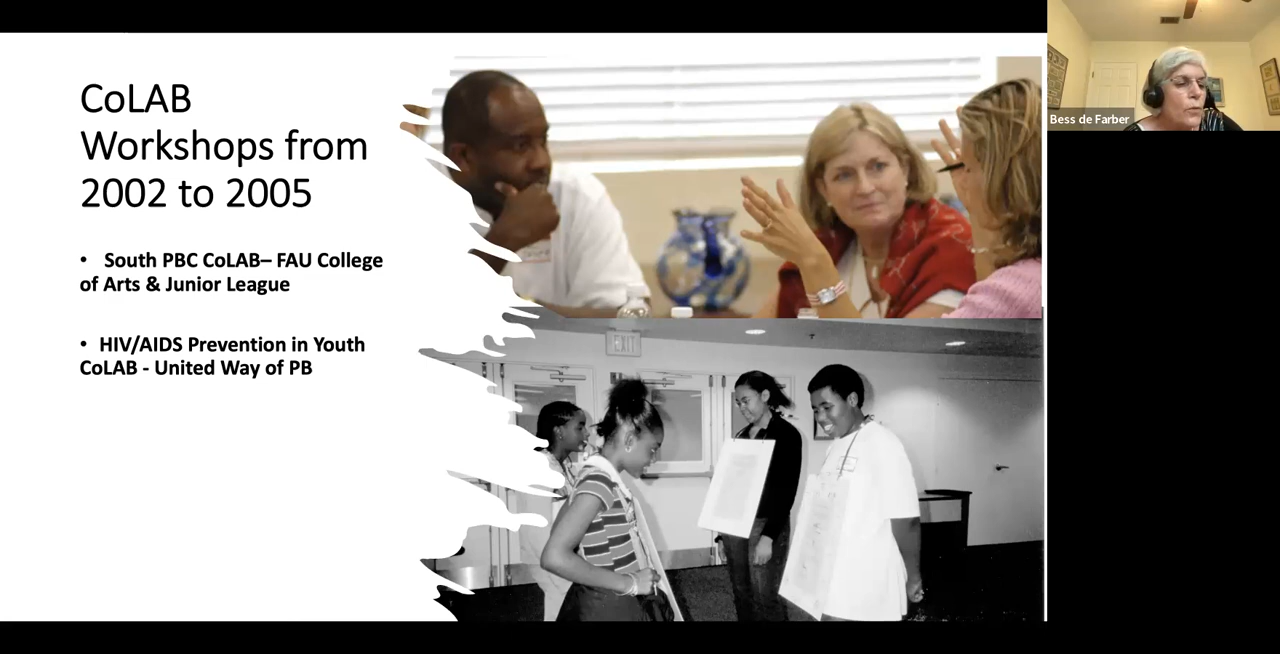 CoLAB
Workshops from
2002 to 2005
• South PBC CoLAB– FAU College
of Arts & Junior League
• HIV/AIDS Prevention in Youth
CoLAB - United Way of PB
EXIT
Bess de Farber